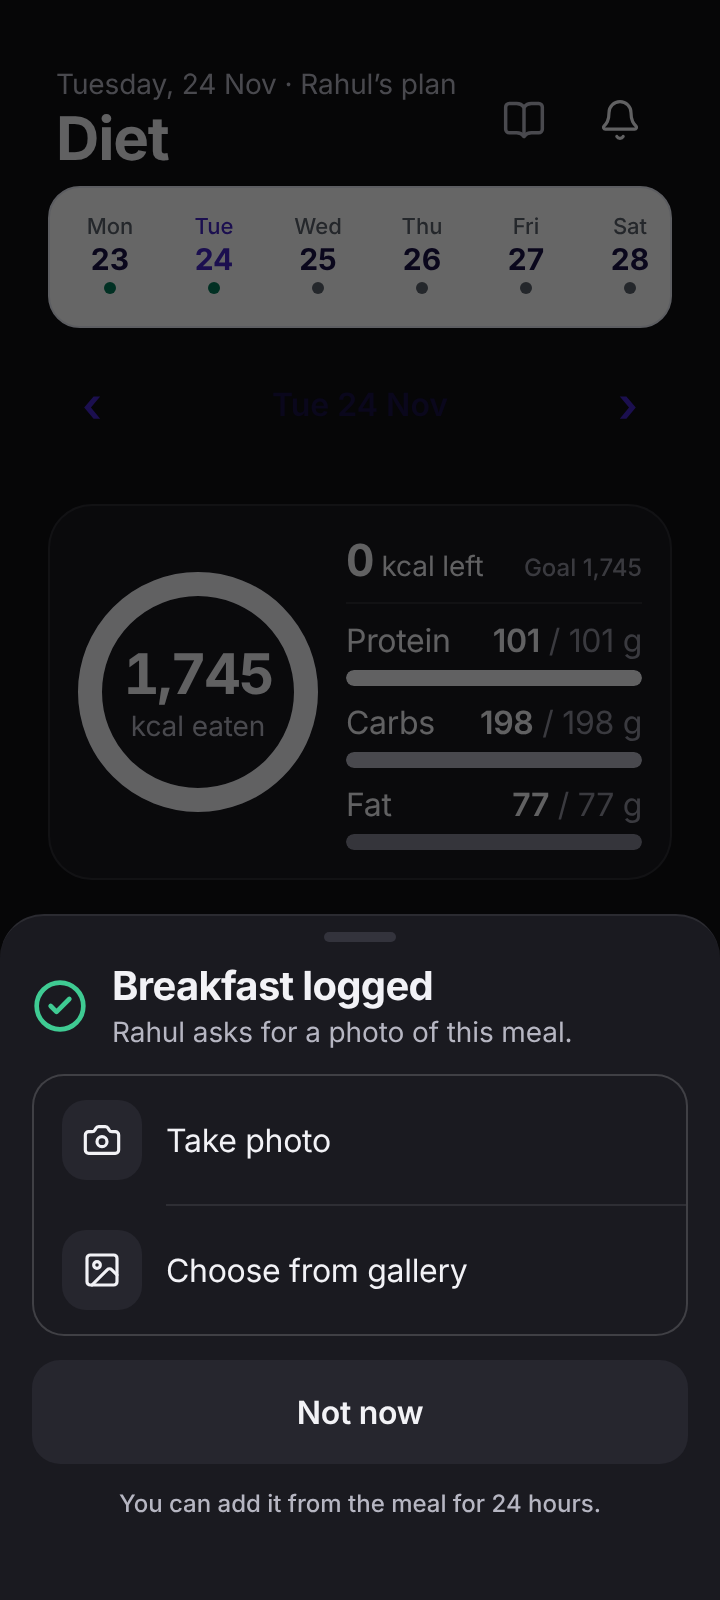 Tuesday, 24 Nov · Rahul’s plan
Diet
Mon Tue Wed Thu Fri Sat
23 24 25 26 27 28
‹ Tue 24 Nov ›
0 kcal left Goal 1,745
1,745
kcal eaten
Protein 101 / 101 g
Carbs 198 / 198 g
Fat 77 / 77 g
Breakfast logged
Rahul asks for a photo of this meal.
Take photo
Choose from gallery
Not now
You can add it from the meal for 24 hours.